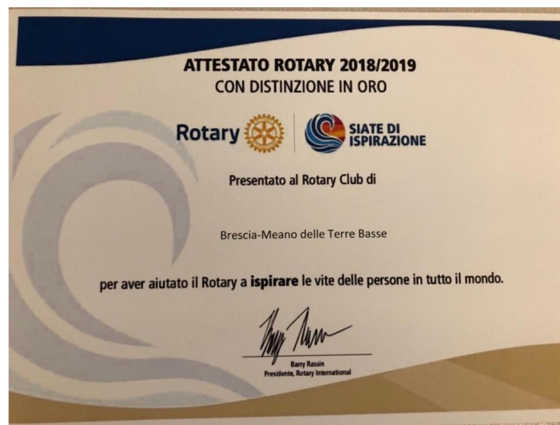 ATTESTATO ROTARY 2018/2019
CON DISTINZIONE IN ORO
Rotary
SIATE DI
ISPIRAZIONE
Presentato al Rotary Club di
Brescia-Meano delle Terre Basse
per aver aiutato il Rotary a ispirare le vite delle persone in tutto il mondo.
Barry Rassin
Presidente, Rotary International